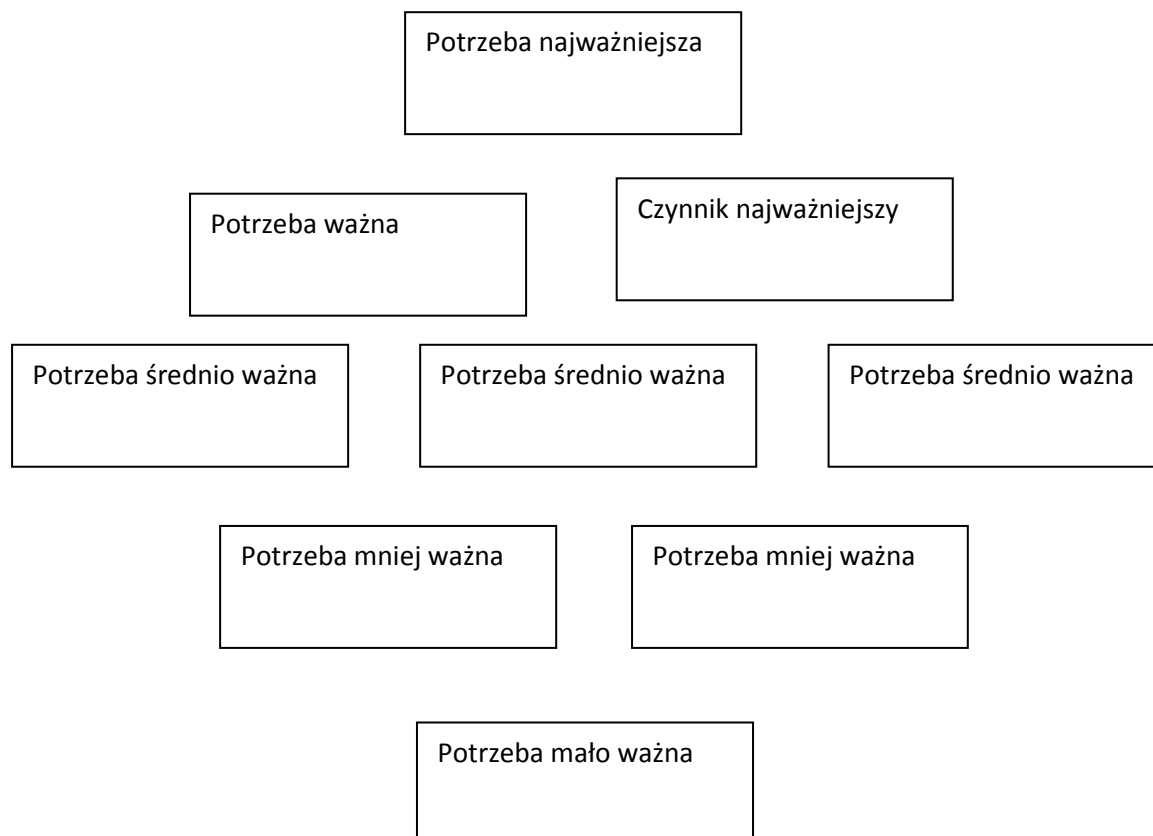 Potrzeba najważniejsza
Potrzeba ważna
Czynnik najważniejszy
Potrzeba średnio ważna
Potrzeba średnio ważna
Potrzeba średnio ważna
Potrzeba mniej ważna
Potrzeba mniej ważna
Potrzeba mało ważna